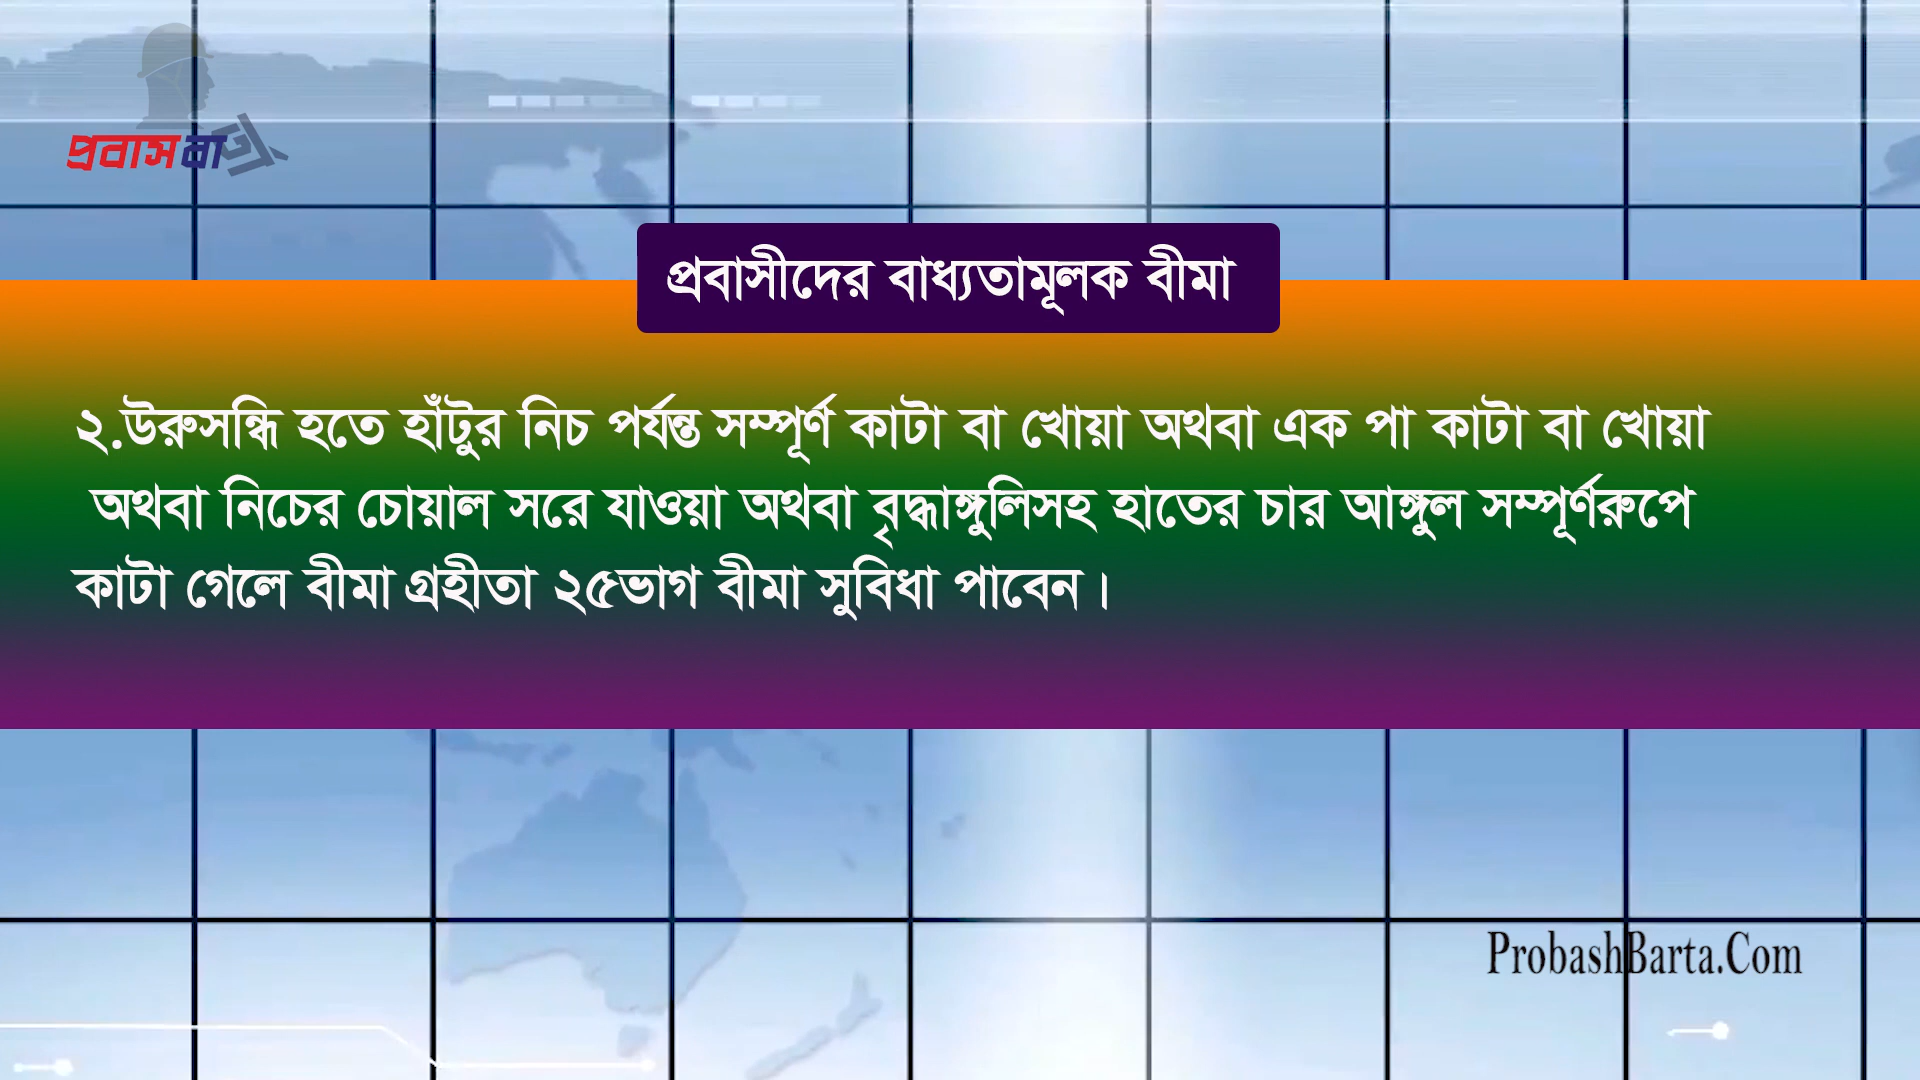 প্রবাস বার্তা
প্রবাসীদের বাধ্যতামূলক বীমা
২.উরুসন্ধি হতে হাঁটুর নিচ পর্যন্ত সম্পূর্ণ কাটা বা খোয়া অথবা এক পা কাটা বা খোয়া
অথবা নিচের চোয়াল সরে যাওয়া অথবা বৃদ্ধাঙ্গুলিসহ হাতের চার আঙ্গুল সম্পূর্ণরুপে
কাটা গেলে বীমা গ্রহীতা ২৫ভাগ বীমা সুবিধা পাবেন।
ProbashBarta.Com